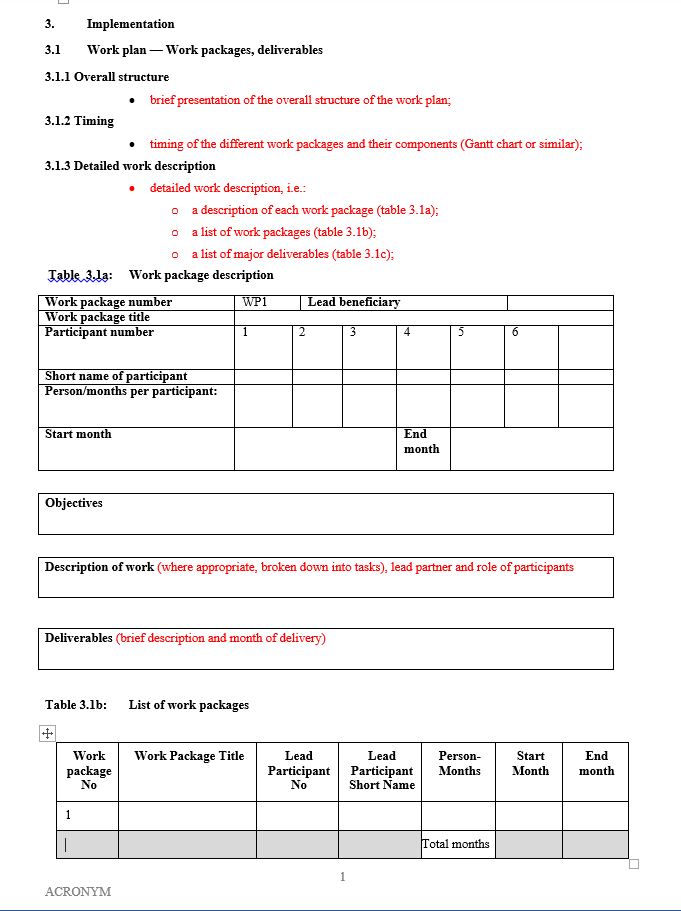 3. Implementation
3.1 Work plan — Work packages, deliverables
3.1.1 Overall structure
• brief presentation of the overall structure of the work plan;
3.1.2 Timing
• timing of the different work packages and their components (Gantt chart or similar);
3.1.3 Detailed work description
• detailed work description, i.e.:
o a description of each work package (table 3.1a);
o a list of work packages (table 3.1b);
o a list of major deliverables (table 3.1c);
Table 3.1a: Work package description
Work package number WP1 Lead beneficiary
Work package title
Participant number 1 2 3 4 5 6
Short name of participant
Person/months per participant:
Start month End
month
Objectives
Description of work (where appropriate, broken down into tasks), lead partner and role of participants
Deliverables (brief description and month of delivery)
Table 3.1b: List of work packages
Work Work Package Title Lead Lead Person- Start End
package Participant Participant Months Month month
No No Short Name
1
Total months
1
ACRONYM